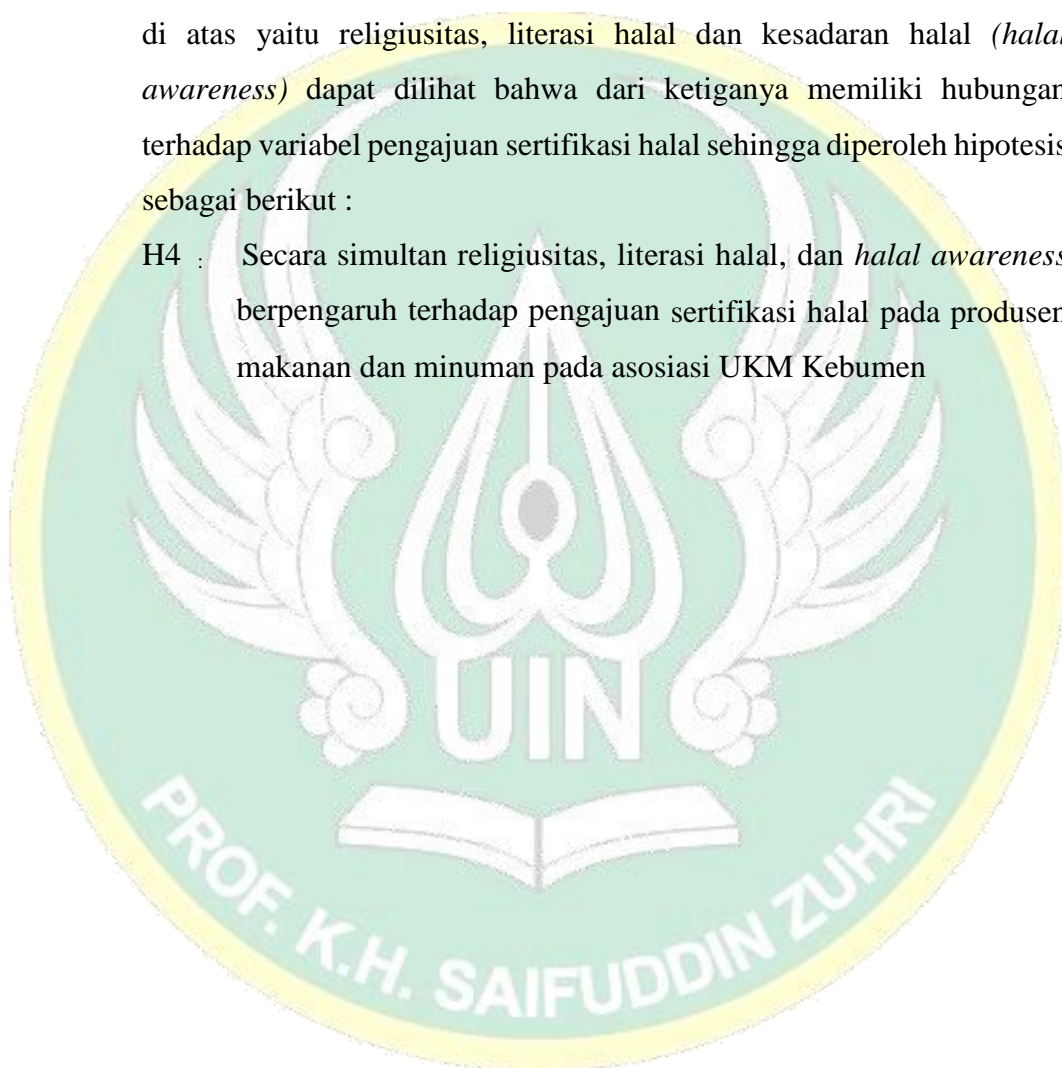 di atas yaitu religiusitas, literasi halal dan kesadaran halal (halal
awareness) dapat dilihat bahwa dari ketiganya memiliki hubungan
terhadap variabel pengajuan sertifikasi halal sehingga diperoleh hipotesis
sebagai berikut :
H4 : Secara simultan religiusitas, literasi halal, dan halal awareness
berpengaruh terhadap pengajuan sertifikasi halal pada produsen
makanan dan minuman pada asosiasi UKM Kebumen
UIN
PROF. K.H. SAIFUDDIN ZUHRI